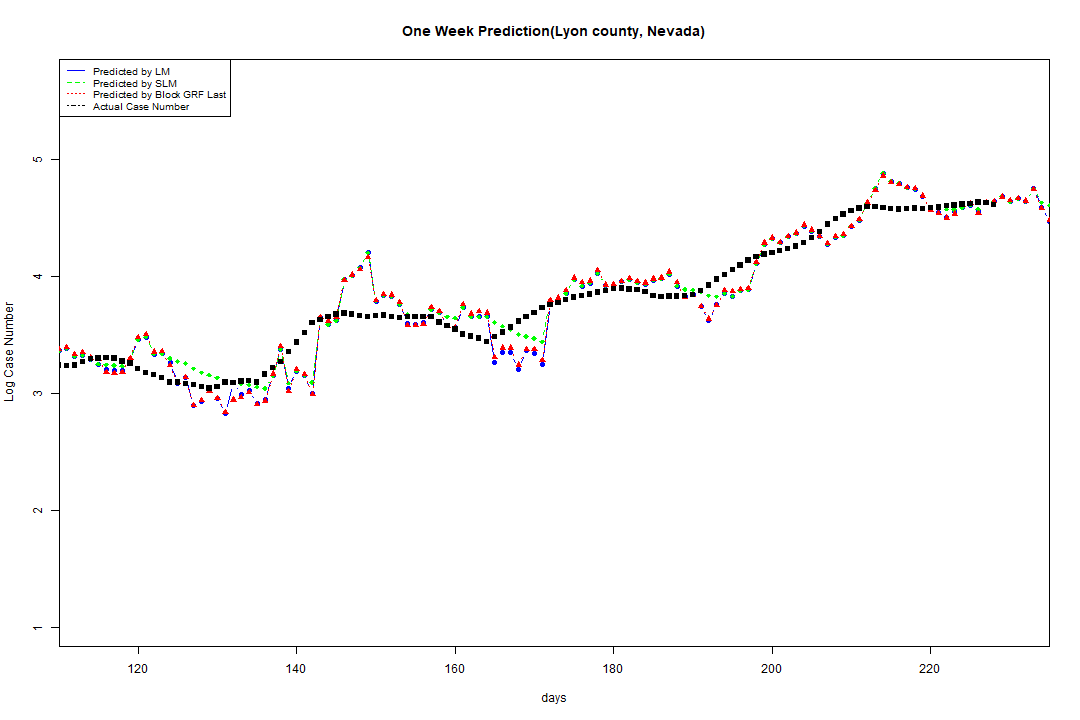 One Week Prediction(Lyon county, Nevada)
Predicted by LM
Predicted by SLM
Predicted by Block GRF Last
Actual Case Number
5
4
3
2
1
Log Case Number
120 140 160 180 200 220
days